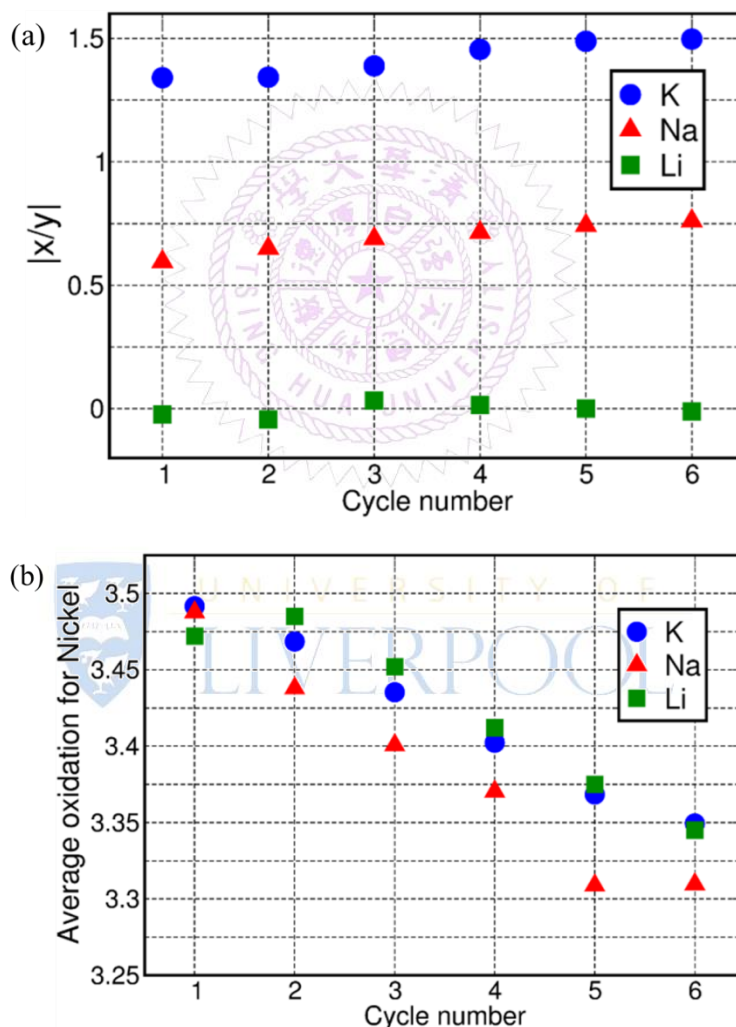 (a)
1.5
1
0.5
0
|x/y|
K
Na
Li
1 2 3 4 5 6
Cycle number
TSING HUA UNIVERSITY
(b)
UNIVERSITY OF
LIVERPOOL
3.5
3.45
3.4
3.35
3.3
3.25
Average oxidation for Nickel
K
Na
Li
1 2 3 4 5 6
Cycle number